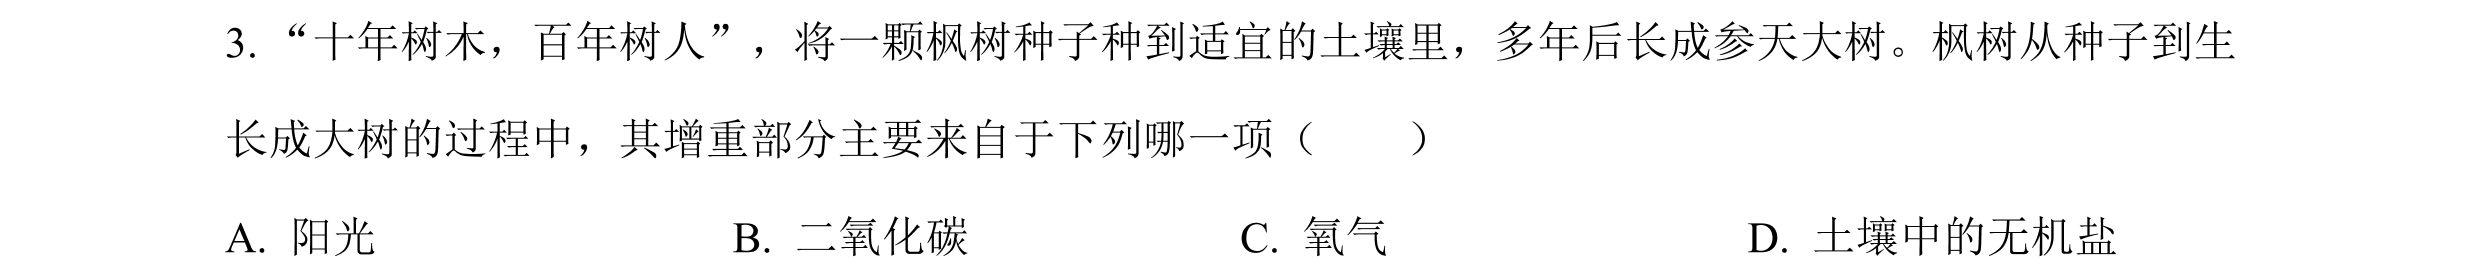 3. “十年树木，百年树人”，将一颗枫树种子种到适宜的土壤里，多年后长成参天大树。枫树从种子到生
长成大树的过程中，其增重部分主要来自于下列哪一项（　　）
A. 阳光　B. 二氧化碳　C. 氧气　D. 土壤中的无机盐